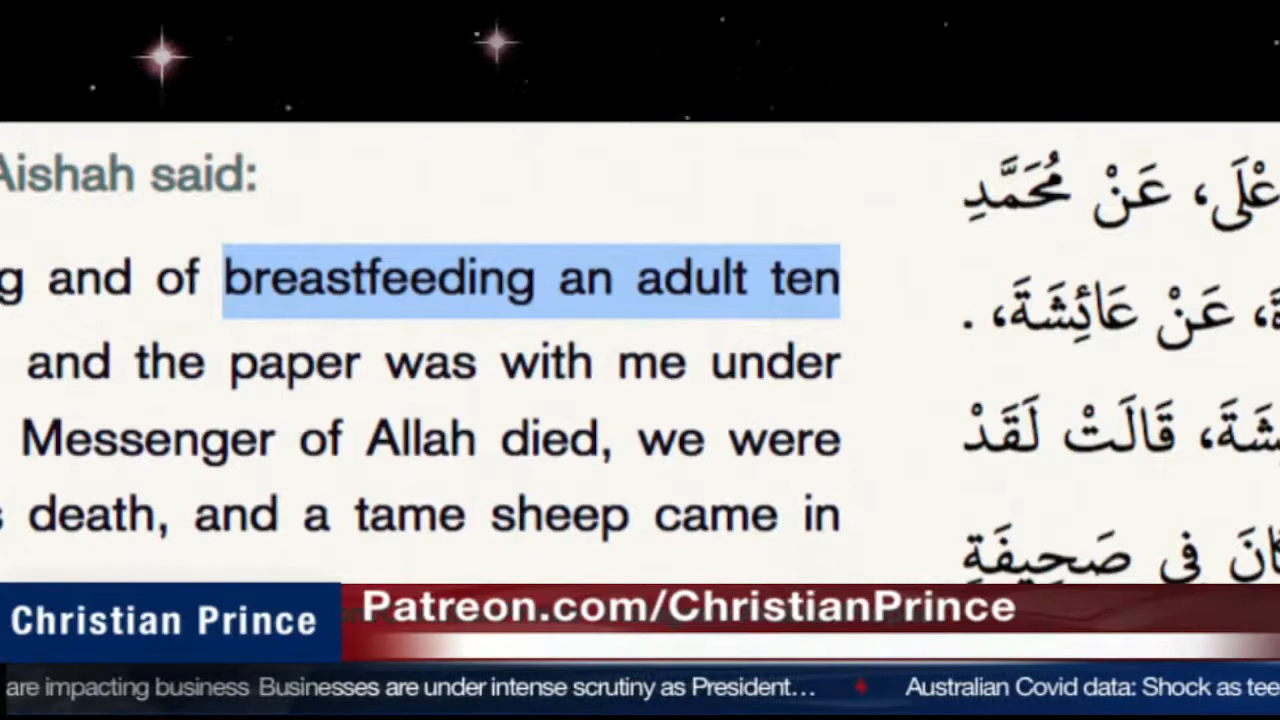 Aishah said:
g and of breastfeeding an adult ten
and the paper was with me under
Messenger of Allah died, we were
s death, and a tame sheep came in
عْلَى، عَنْ مُحَمَّدِ
ةَ، عَنْ عَائِشَةَ، .
ئِشَةَ، قَالَتْ لَقَدْ
كَانَ فِي صَحِيفَةٍ
Christian Prince
Patreon.com/ChristianPrince
are impacting business Businesses are under intense scrutiny as President...
Australian Covid data: Shock as tee